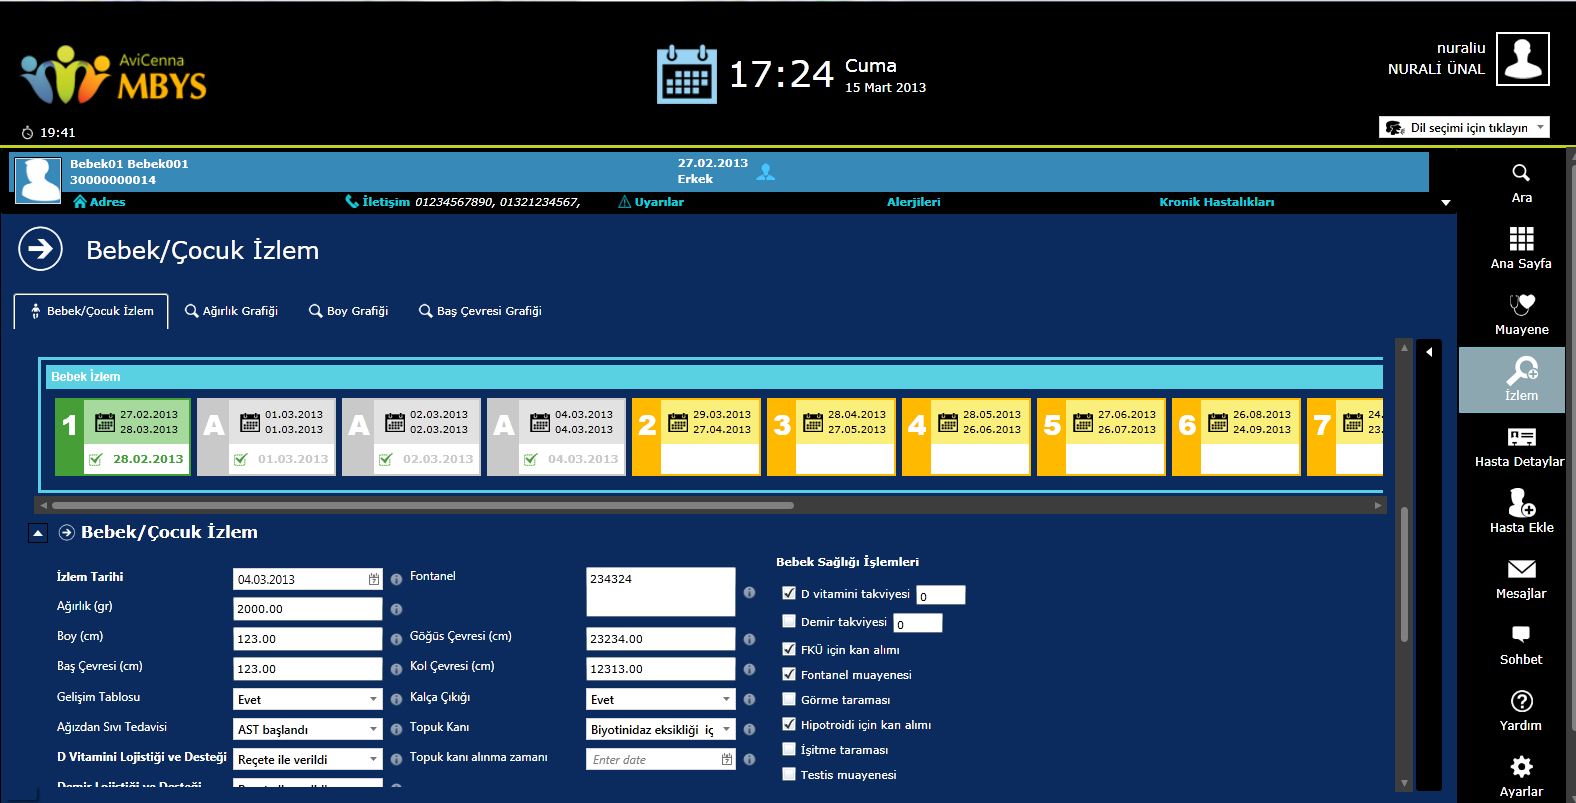 AviCenna
MBYS
17:24
Cuma
15 Mart 2013
nuraliu
NURALİ ÜNAL
19:41
Dil seçimi için tıklayın
Bebek01 Bebek001
30000000014
27.02.2013
Erkek
Adres
İletişim 01234567890, 01321234567,
Uyarılar
Alerjileri
Kronik Hastalıkları
Bebek/Çocuk İzlem
Bebek/Çocuk İzlem
Ağırlık Grafiği
Boy Grafiği
Baş Çevresi Grafiği
Bebek İzlem
1 27.02.2013 28.03.2013 28.02.2013
A 01.03.2013 01.03.2013 01.03.2013
A 02.03.2013 02.03.2013 02.03.2013
A 04.03.2013 04.03.2013 04.03.2013
2 29.03.2013 27.04.2013
3 28.04.2013 27.05.2013
4 28.05.2013 26.06.2013
5 27.06.2013 26.07.2013
6 26.08.2013 24.09.2013
7 24. 23.
Bebek/Çocuk İzlem
İzlem Tarihi 04.03.2013
Ağırlık (gr) 2000.00
Boy (cm) 123.00
Baş Çevresi (cm) 123.00
Gelişim Tablosu Evet
Ağızdan Sıvı Tedavisi AST başlandı
D Vitamini Lojistiği ve Desteği Reçete ile verildi
Demir Lojistiği ve Desteği
Fontanel 234324
Göğüs Çevresi (cm) 23234.00
Kol Çevresi (cm) 12313.00
Kalça Çıkığı Evet
Topuk Kanı Biyotinidaz eksikliği iç
Topuk kanı alınma zamanı Enter date
Bebek Sağlığı İşlemleri
D vitamini takviyesi 0
Demir takviyesi 0
FKÜ için kan alımı
Fontanel muayenesi
Görme taraması
Hipotroidi için kan alımı
İşitme taraması
Testis muayenesi
Ara
Ana Sayfa
Muayene
İzlem
Hasta Detaylar
Hasta Ekle
Mesajlar
Sohbet
Yardım
Ayarlar